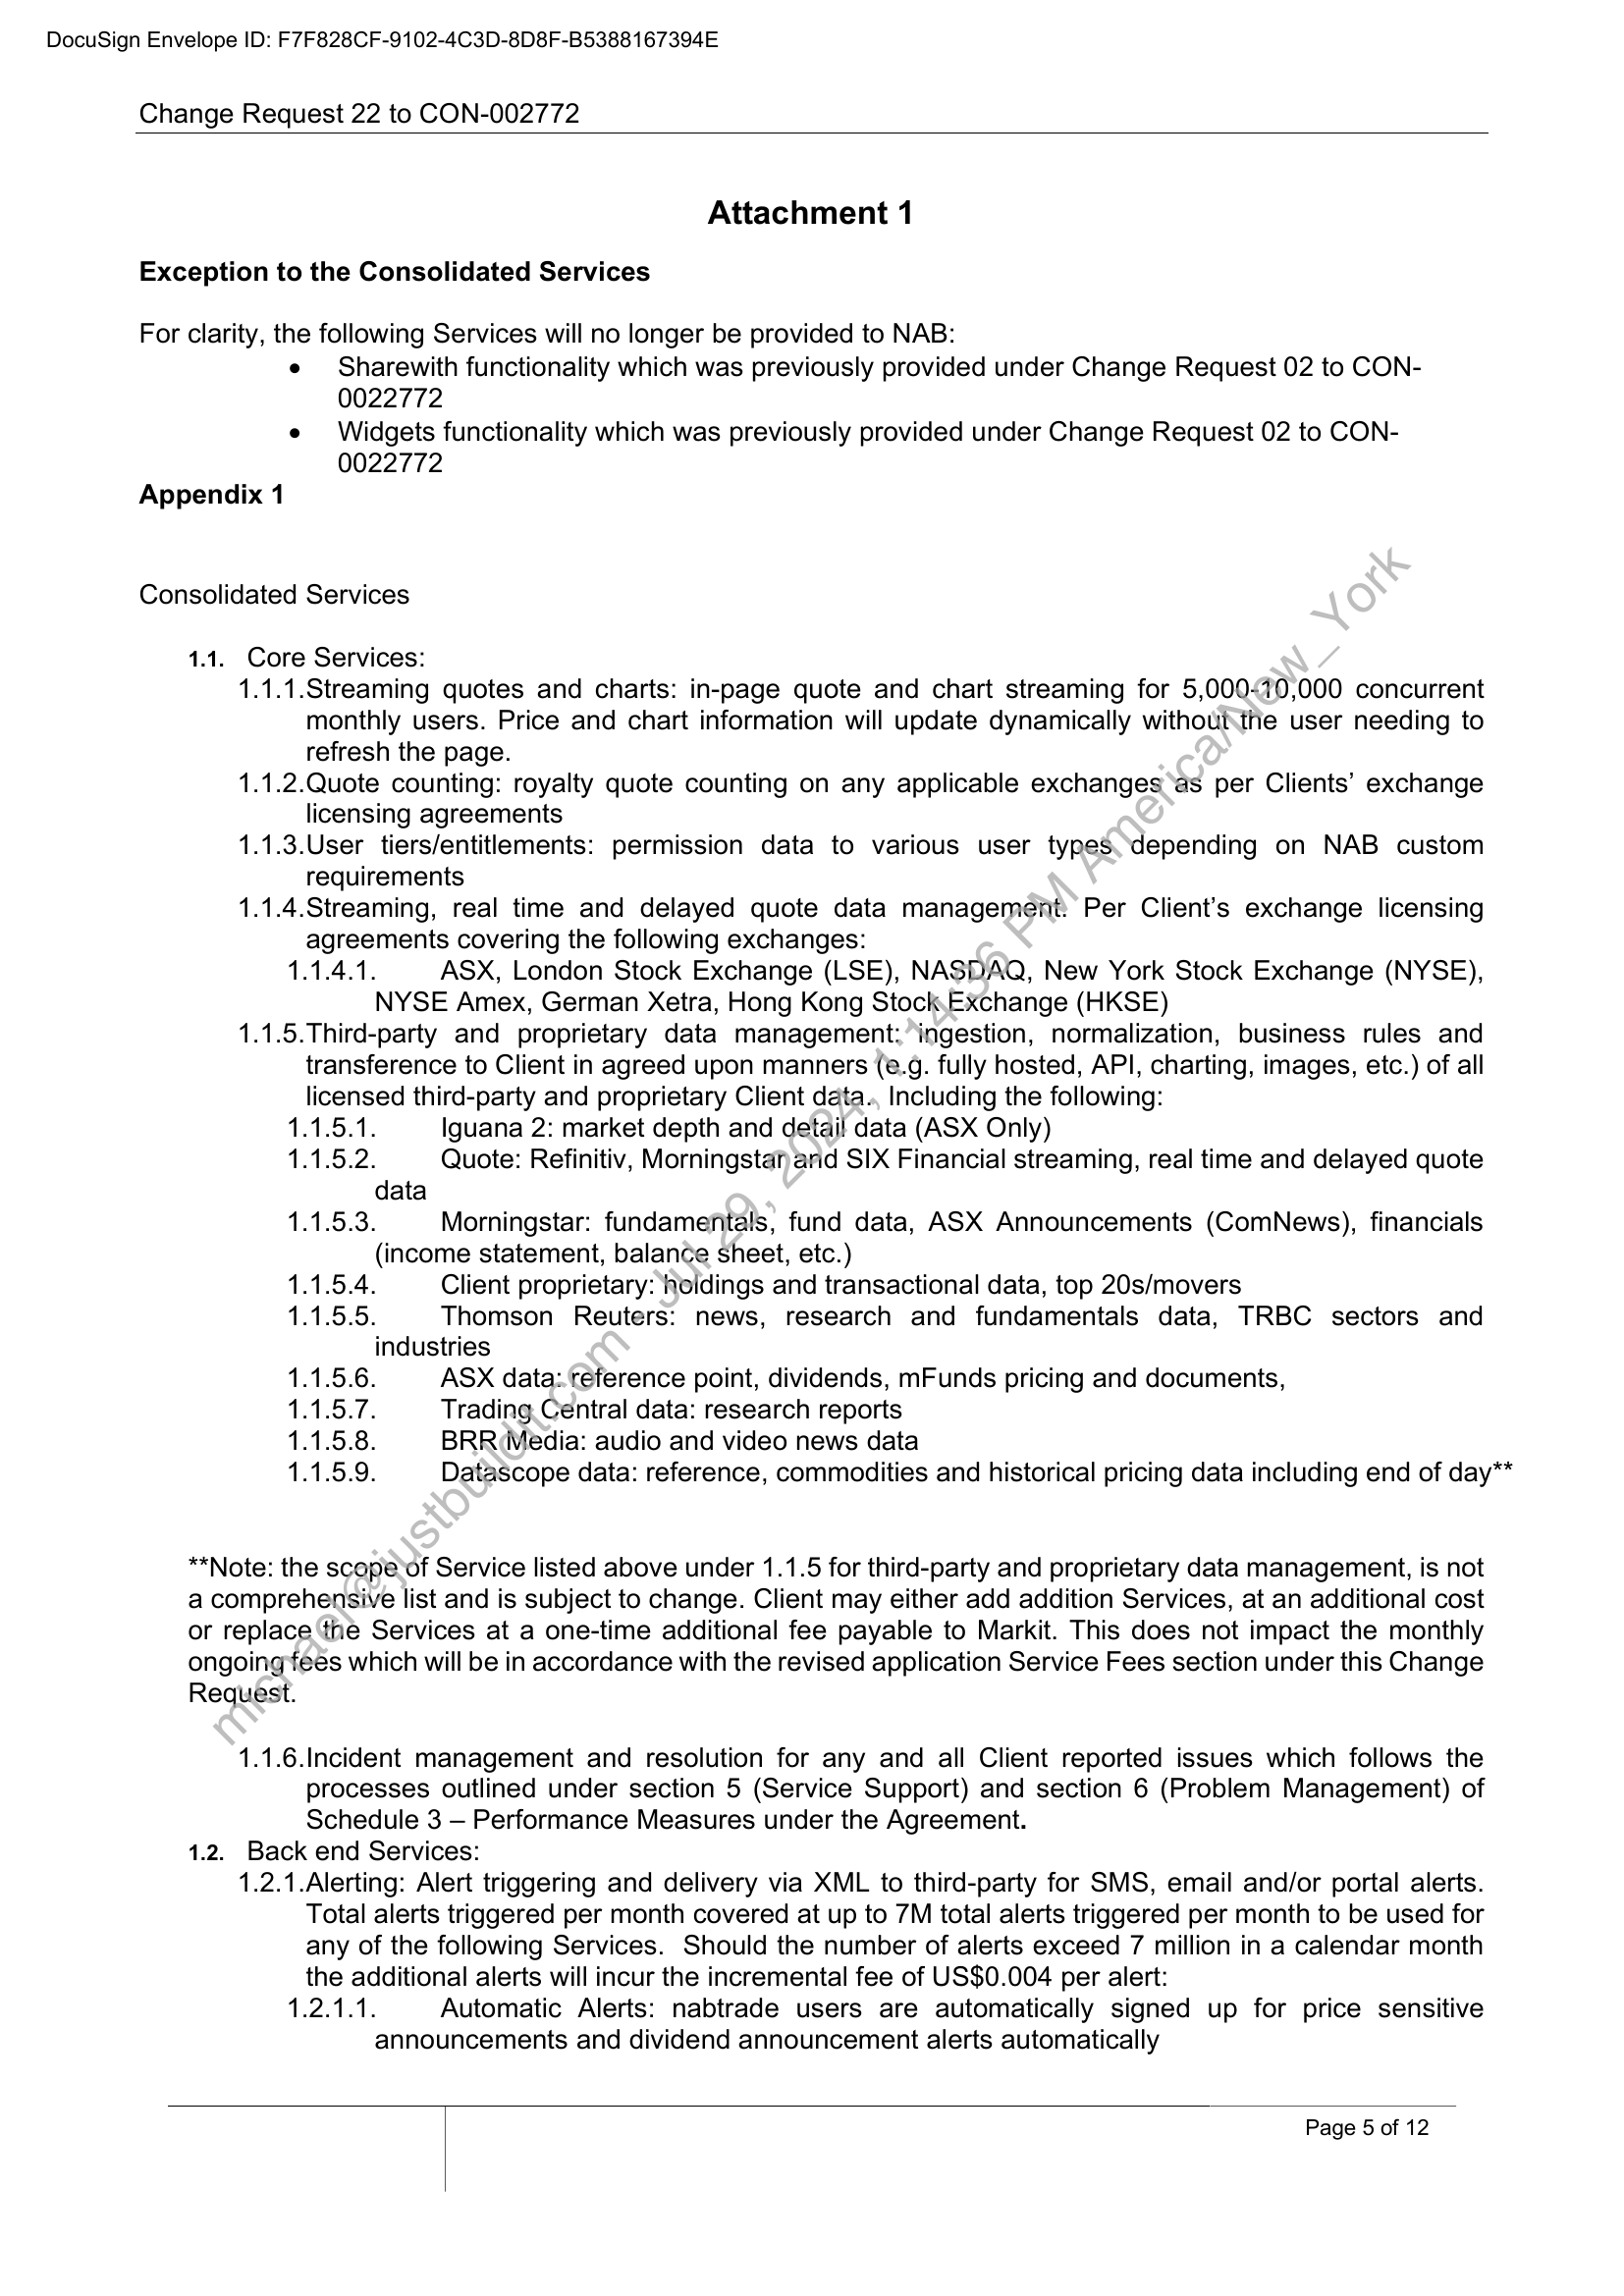 DocuSign Envelope ID: F7F828CF-9102-4C3D-8D8F-B5388167394E
Change Request 22 to CON-002772
Attachment 1
Exception to the Consolidated Services
For clarity, the following Services will no longer be provided to NAB:
• Sharewith functionality which was previously provided under Change Request 02 to CON-
0022772
• Widgets functionality which was previously provided under Change Request 02 to CON-
0022772
Appendix 1
Consolidated Services
1.1. Core Services:
1.1.1.Streaming quotes and charts: in-page quote and chart streaming for 5,000-10,000 concurrent
monthly users. Price and chart information will update dynamically without the user needing to
refresh the page.
1.1.2.Quote counting: royalty quote counting on any applicable exchanges as per Clients’ exchange
licensing agreements
1.1.3.User tiers/entitlements: permission data to various user types depending on NAB custom
requirements
1.1.4.Streaming, real time and delayed quote data management. Per Client’s exchange licensing
agreements covering the following exchanges:
1.1.4.1. ASX, London Stock Exchange (LSE), NASDAQ, New York Stock Exchange (NYSE),
NYSE Amex, German Xetra, Hong Kong Stock Exchange (HKSE)
1.1.5.Third-party and proprietary data management: ingestion, normalization, business rules and
transference to Client in agreed upon manners (e.g. fully hosted, API, charting, images, etc.) of all
licensed third-party and proprietary Client data. Including the following:
1.1.5.1. Iguana 2: market depth and detail data (ASX Only)
1.1.5.2. Quote: Refinitiv, Morningstar and SIX Financial streaming, real time and delayed quote
data
1.1.5.3. Morningstar: fundamentals, fund data, ASX Announcements (ComNews), financials
(income statement, balance sheet, etc.)
1.1.5.4. Client proprietary: holdings and transactional data, top 20s/movers
1.1.5.5. Thomson Reuters: news, research and fundamentals data, TRBC sectors and
industries
1.1.5.6. ASX data: reference point, dividends, mFunds pricing and documents,
1.1.5.7. Trading Central data: research reports
1.1.5.8. BRR Media: audio and video news data
1.1.5.9. Datascope data: reference, commodities and historical pricing data including end of day**
**Note: the scope of Service listed above under 1.1.5 for third-party and proprietary data management, is not
a comprehensive list and is subject to change. Client may either add addition Services, at an additional cost
or replace the Services at a one-time additional fee payable to Markit. This does not impact the monthly
ongoing fees which will be in accordance with the revised application Service Fees section under this Change
Request.
1.1.6.Incident management and resolution for any and all Client reported issues which follows the
processes outlined under section 5 (Service Support) and section 6 (Problem Management) of
Schedule 3 – Performance Measures under the Agreement.
1.2. Back end Services:
1.2.1.Alerting: Alert triggering and delivery via XML to third-party for SMS, email and/or portal alerts.
Total alerts triggered per month covered at up to 7M total alerts triggered per month to be used for
any of the following Services. Should the number of alerts exceed 7 million in a calendar month
the additional alerts will incur the incremental fee of US$0.004 per alert:
1.2.1.1. Automatic Alerts: nabtrade users are automatically signed up for price sensitive
announcements and dividend announcement alerts automatically
Page 5 of 12
michael@justbuildit.com - Jul 29, 2024, 1:14:36 PM America/New_York